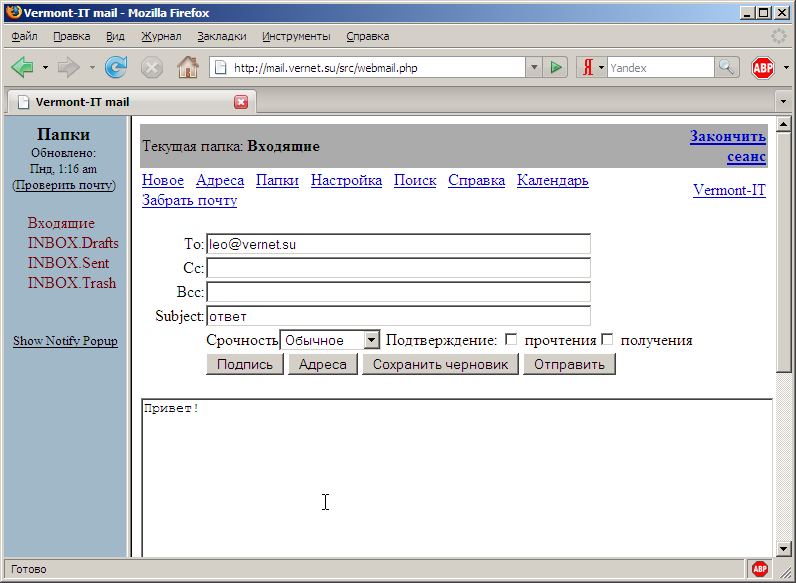 Vermont-IT mail - Mozilla Firefox
Файл Правка Вид Журнал Закладки Инструменты Справка
http://mail.vernet.su/src/webmail.php
Я
Yandex
ABP
Vermont-IT mail
Папки
Обновлено:
Пнд, 1:16 am
(Проверить почту)
Входящие
INBOX.Drafts
INBOX.Sent
INBOX.Trash
Show Notify Popup
Текущая папка: Входящие
Закончить
сеанс
Новое Адреса Папки Настройка Поиск Справка Календарь
Забрать почту
Vermont-IT
To: leo@vernet.su
Cc:
Bcc:
Subject: ответ
Срочность Обычное Подтверждение: прочтения получения
Подпись Адреса Сохранить черновик Отправить
Привет!
Готово
ABP